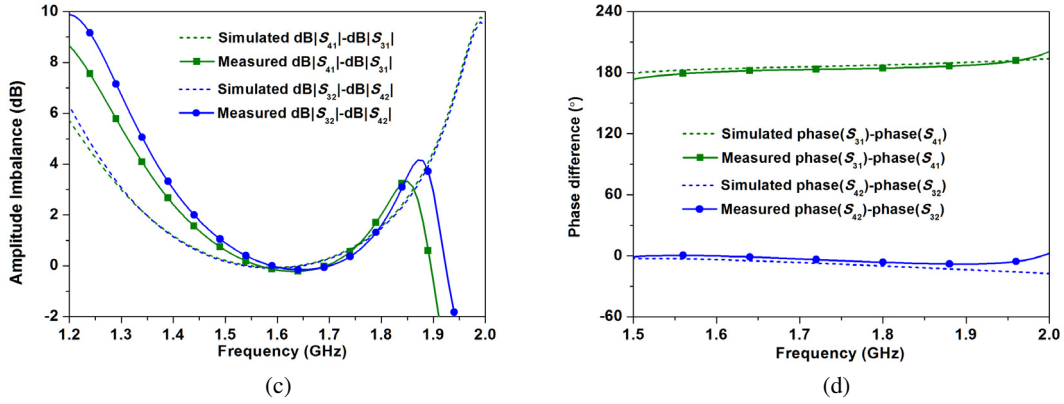 Amplitude Imbalance (dB)
10
8
6
4
2
0
-2
Simulated dB|S41|-dB|S31|
Measured dB|S41|-dB|S31|
Simulated dB|S32|-dB|S42|
Measured dB|S32|-dB|S42|
1.2 1.3 1.4 1.5 1.6 1.7 1.8 1.9 2.0
Frequency (GHz)
(c)
Phase difference (°)
240
180
120
60
0
-60
Simulated phase(S31)-phase(S41)
Measured phase(S31)-phase(S41)
Simulated phase(S42)-phase(S32)
Measured phase(S42)-phase(S32)
1.5 1.6 1.7 1.8 1.9 2.0
Frequency (GHz)
(d)